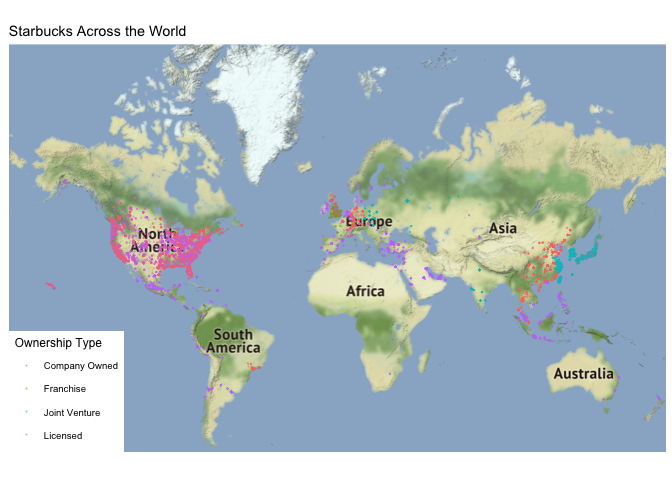 Starbucks Across the World
North
America
Europe
Asia
Africa
South
America
Australia
Ownership Type
Company Owned
Franchise
Joint Venture
Licensed